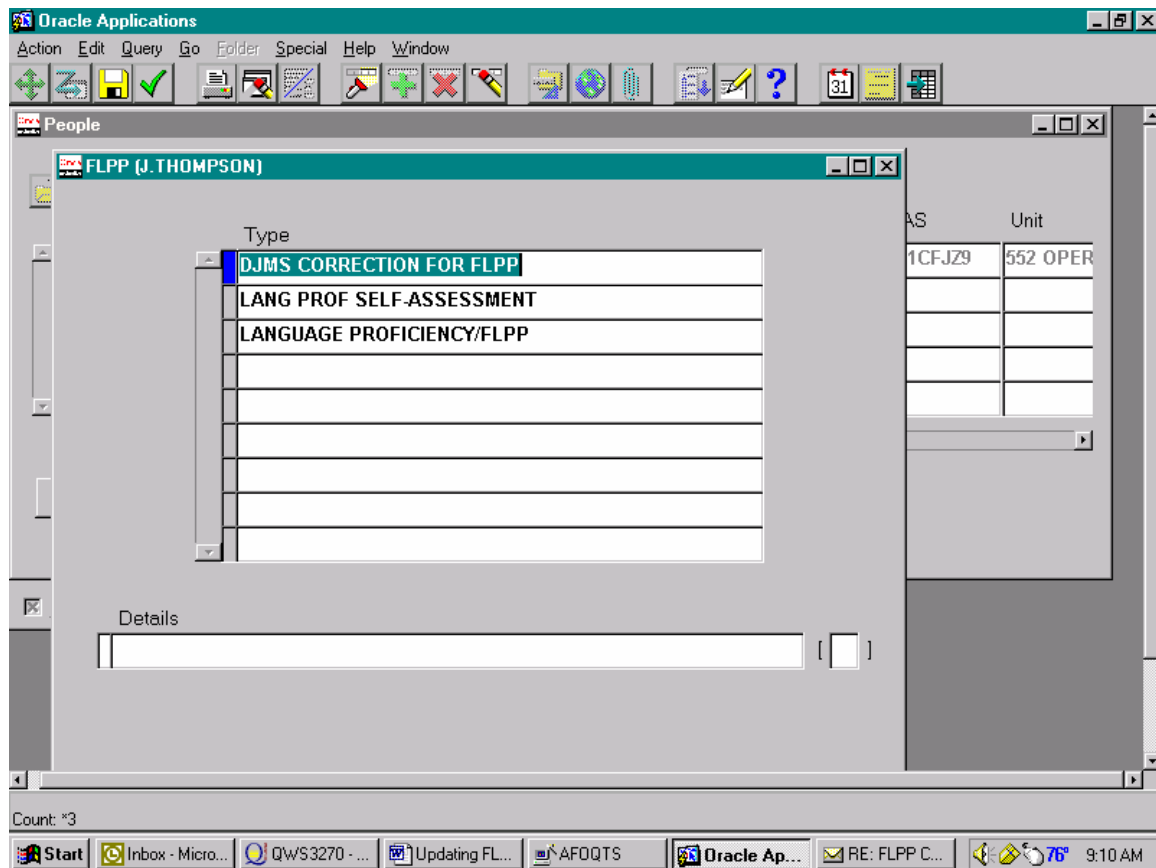 Oracle Applications
Action Edit Query Go Folder Special Help Window
31
People
FLPP (J.THOMPSON)
AS Unit
Type
1CFJZ9 552 OPER
DJMS CORRECTION FOR FLPP
LANG PROF SELF-ASSESSMENT
LANGUAGE PROFICIENCY/FLPP
Details
[ ]
Count: *3
Start Inbox - Micro... QWS3270 - ... Updating FL... AFOQTS Oracle Ap... RE: FLPP C... 76° 9:10 AM